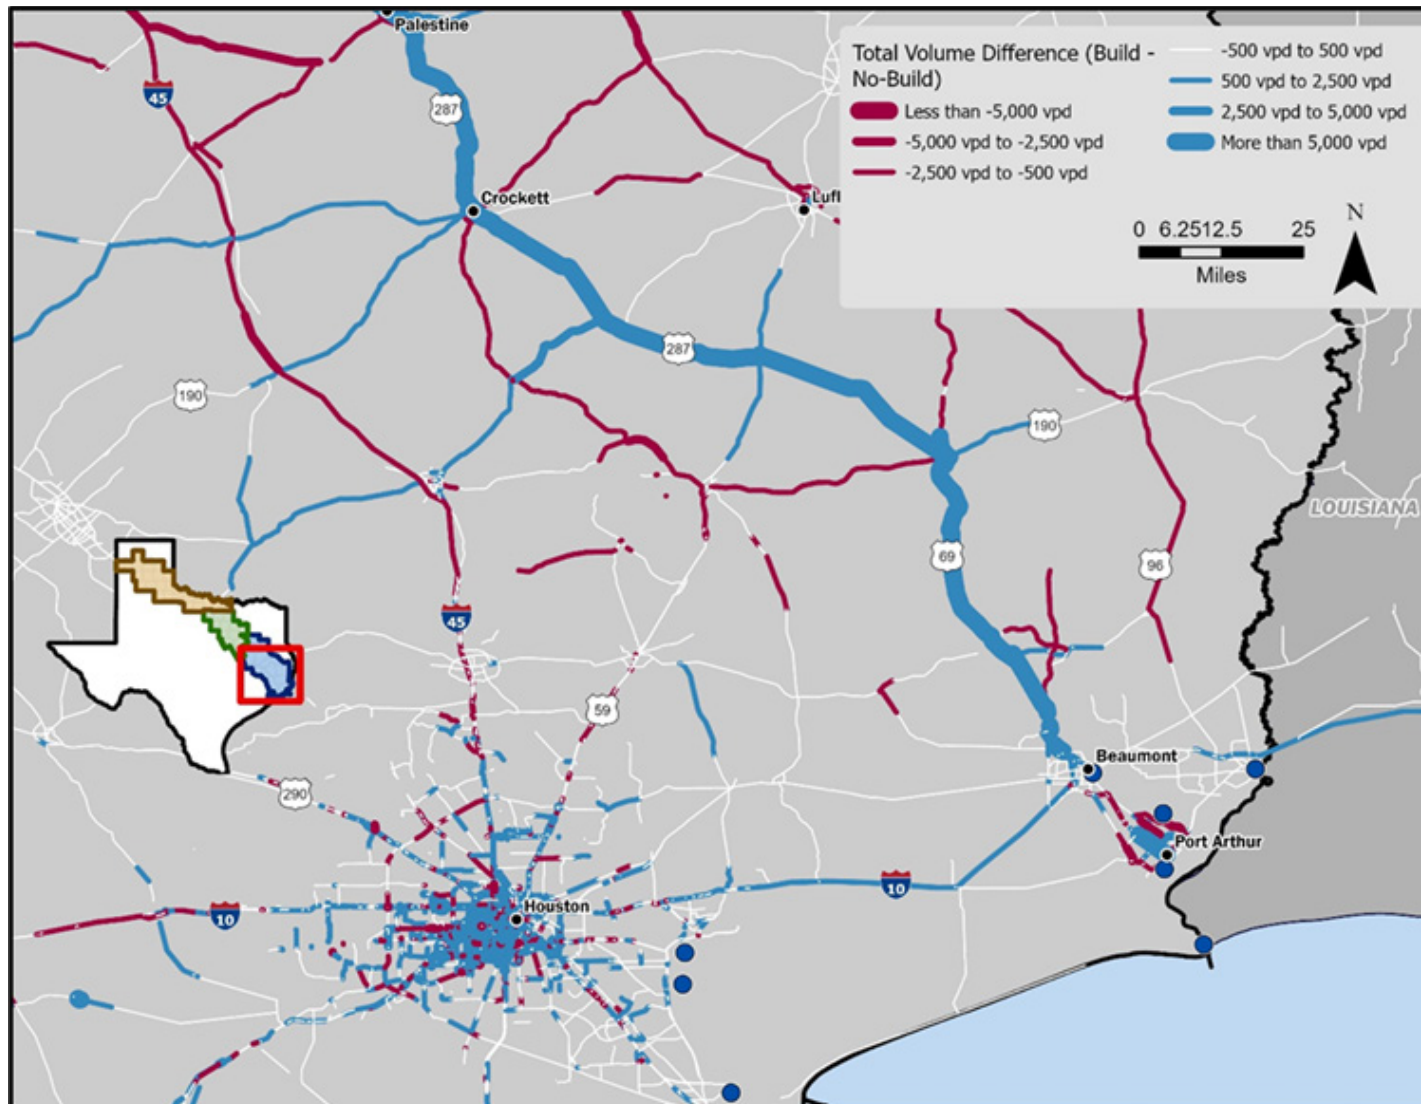 Palestine
Total Volume Difference (Build -
No-Build)
Less than -5,000 vpd
-5,000 vpd to -2,500 vpd
-2,500 vpd to -500 vpd
-500 vpd to 500 vpd
500 vpd to 2,500 vpd
2,500 vpd to 5,000 vpd
More than 5,000 vpd
0 6.25 12.5 25
Miles
N
45
287
Crockett
Lufl
287
190
190
LOUISIANA
69
96
45
59
290
Beaumont
Port Arthur
10
10
Houston